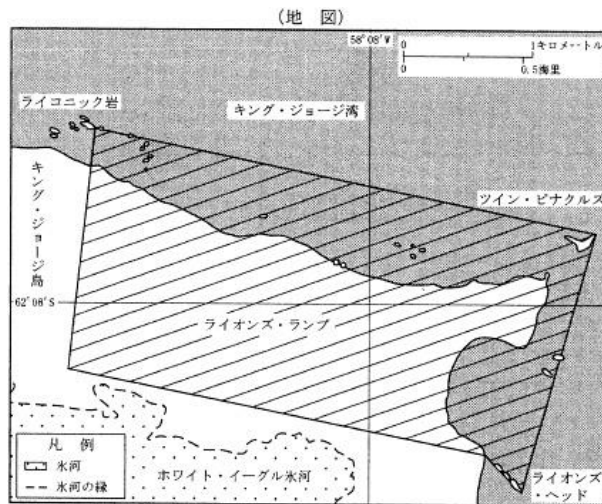 (地 図)
58°08'W
0 1キロメートル
0 0.5海里
ライコニック岩
キング・ジョージ湾
ツイン・ピナクルズ
キング・ジョージ島
62°08'S
ライオンズ・ランプ
凡 例
氷河
氷河の縁
ホワイト・イーグル氷河
ライオンズ
・ヘッド